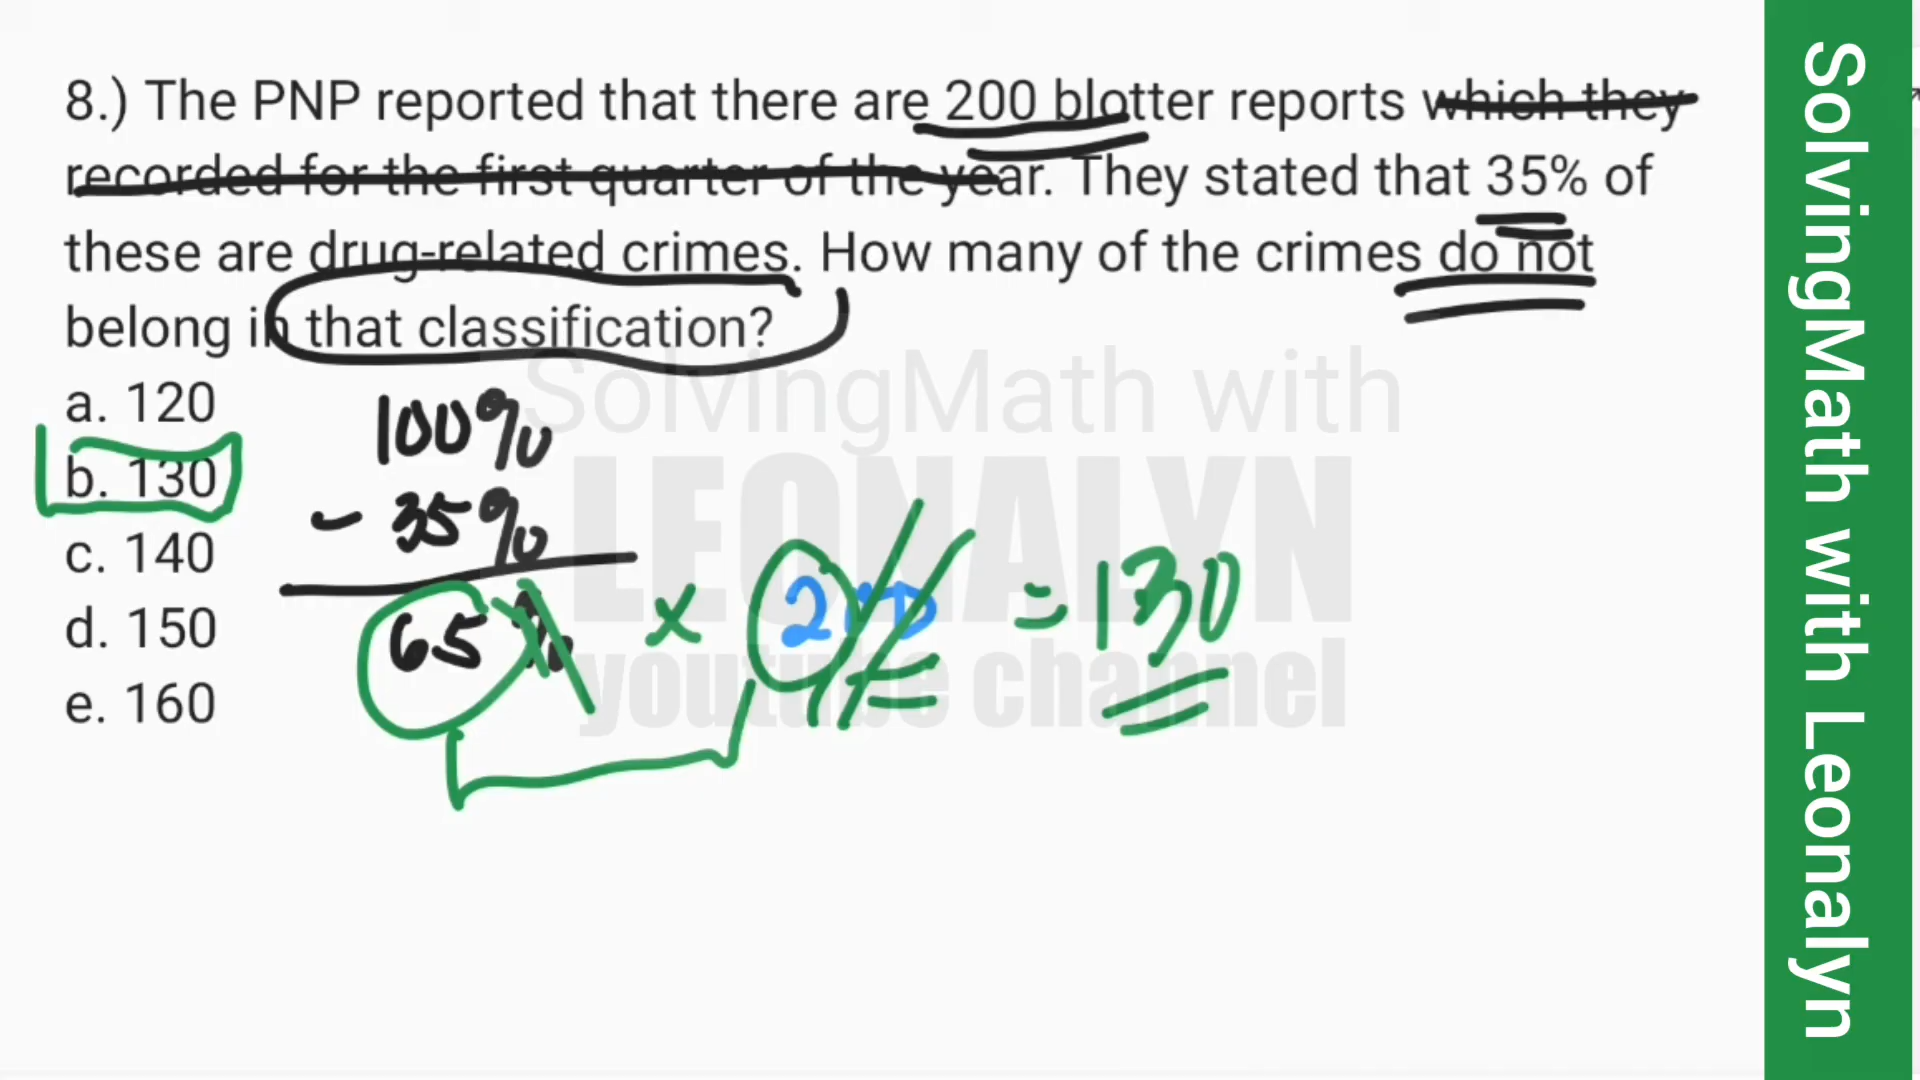 8.) The PNP reported that there are 200 blotter reports which they
recorded for the first quarter of the year. They stated that 35% of
these are drug-related crimes. How many of the crimes do not
belong in that classification?
a. 120
b. 130
c. 140
d. 150
e. 160
100%
- 35%
65% x 200 = 130
SolvingMath with
LEONALYN
youtube channel
SolvingMath with Leonalyn